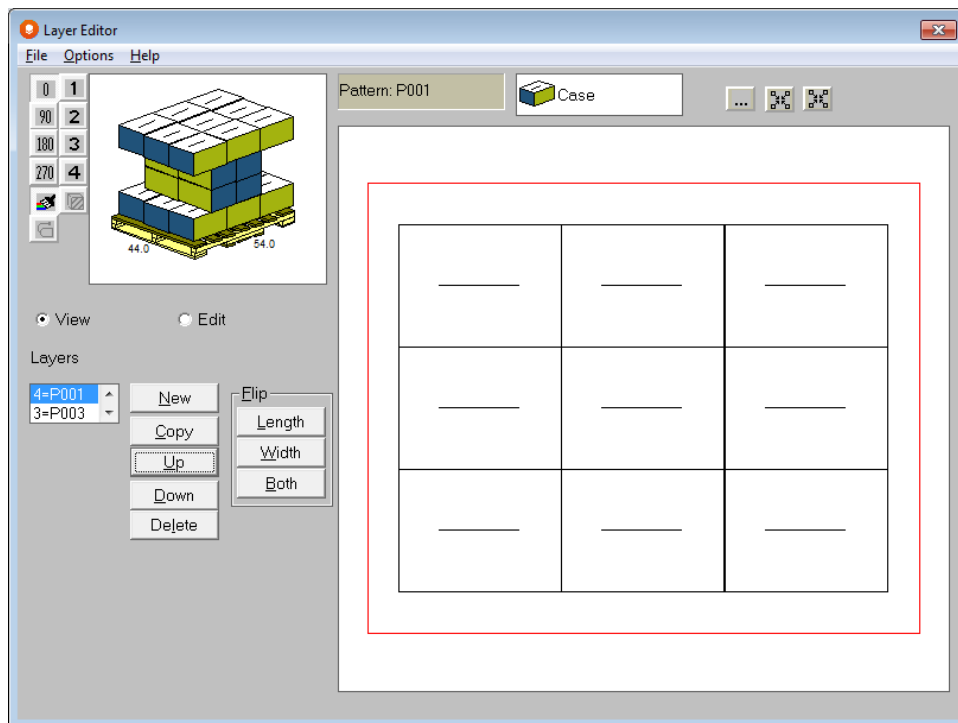 Layer Editor
File Options Help
0 1
90 2
180 3
270 4
44.0 54.0
Pattern: P001
Case
...
View Edit
Layers
4=P001
3=P003
New
Copy
Up
Down
Delete
Flip
Length
Width
Both